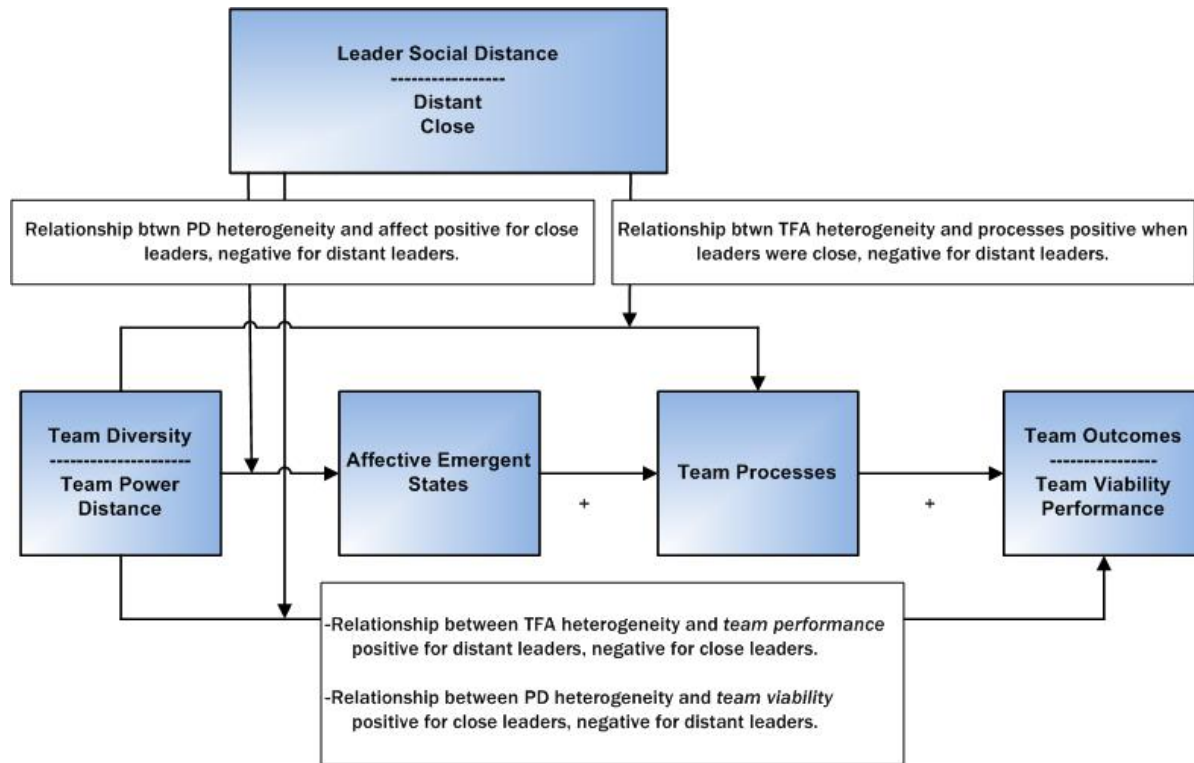 Leader Social Distance
-----------------
Distant
Close
Relationship btwn PD heterogeneity and affect positive for close
leaders, negative for distant leaders.
Relationship btwn TFA heterogeneity and processes positive when
leaders were close, negative for distant leaders.
Team Diversity
---------------------
Team Power
Distance
Affective Emergent
States
+
Team Processes
+
Team Outcomes
----------------
Team Viability
Performance
-Relationship between TFA heterogeneity and team performance
positive for distant leaders, negative for close leaders.
-Relationship between PD heterogeneity and team viability
positive for close leaders, negative for distant leaders.